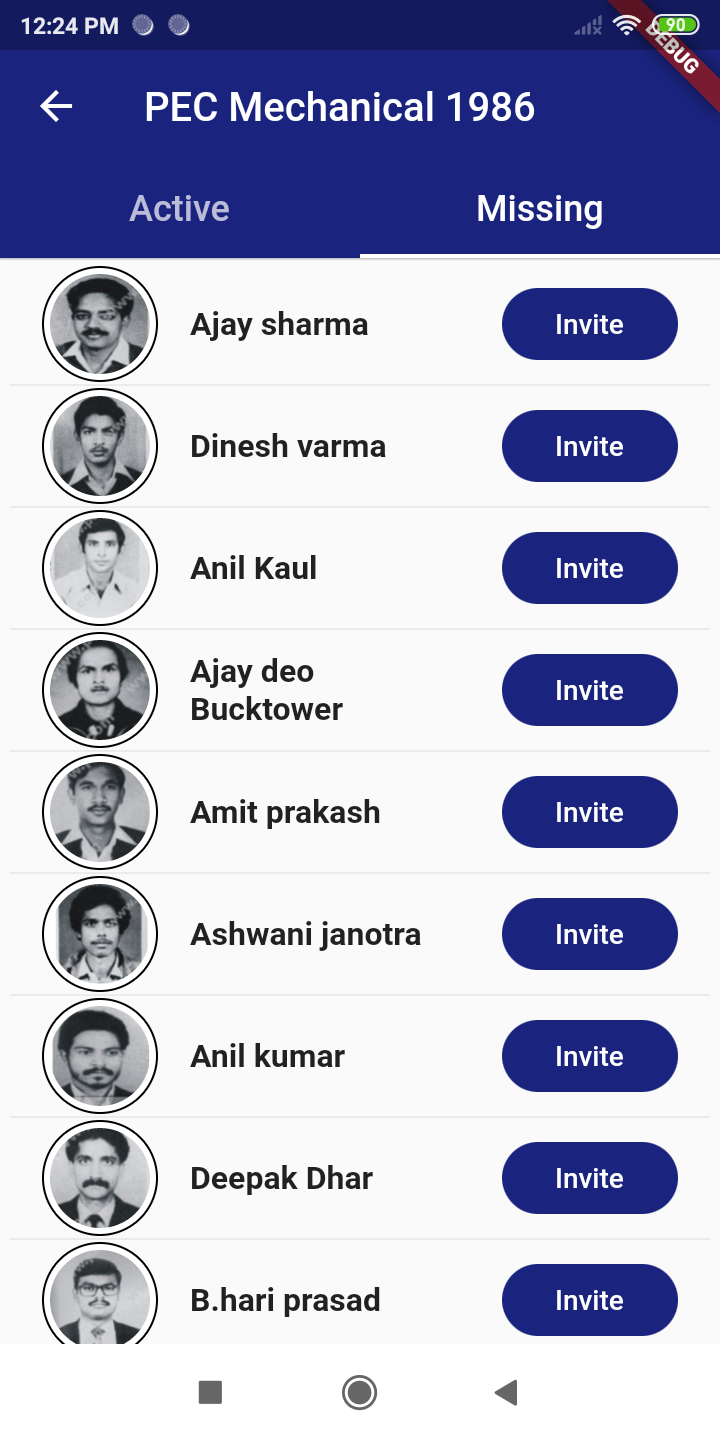 12:24 PM
90
DEBUG
PEC Mechanical 1986
Active
Missing
Ajay sharma
Invite
Dinesh varma
Invite
Anil Kaul
Invite
Ajay deo
Bucktower
Invite
Amit prakash
Invite
Ashwani janotra
Invite
Anil kumar
Invite
Deepak Dhar
Invite
B.hari prasad
Invite